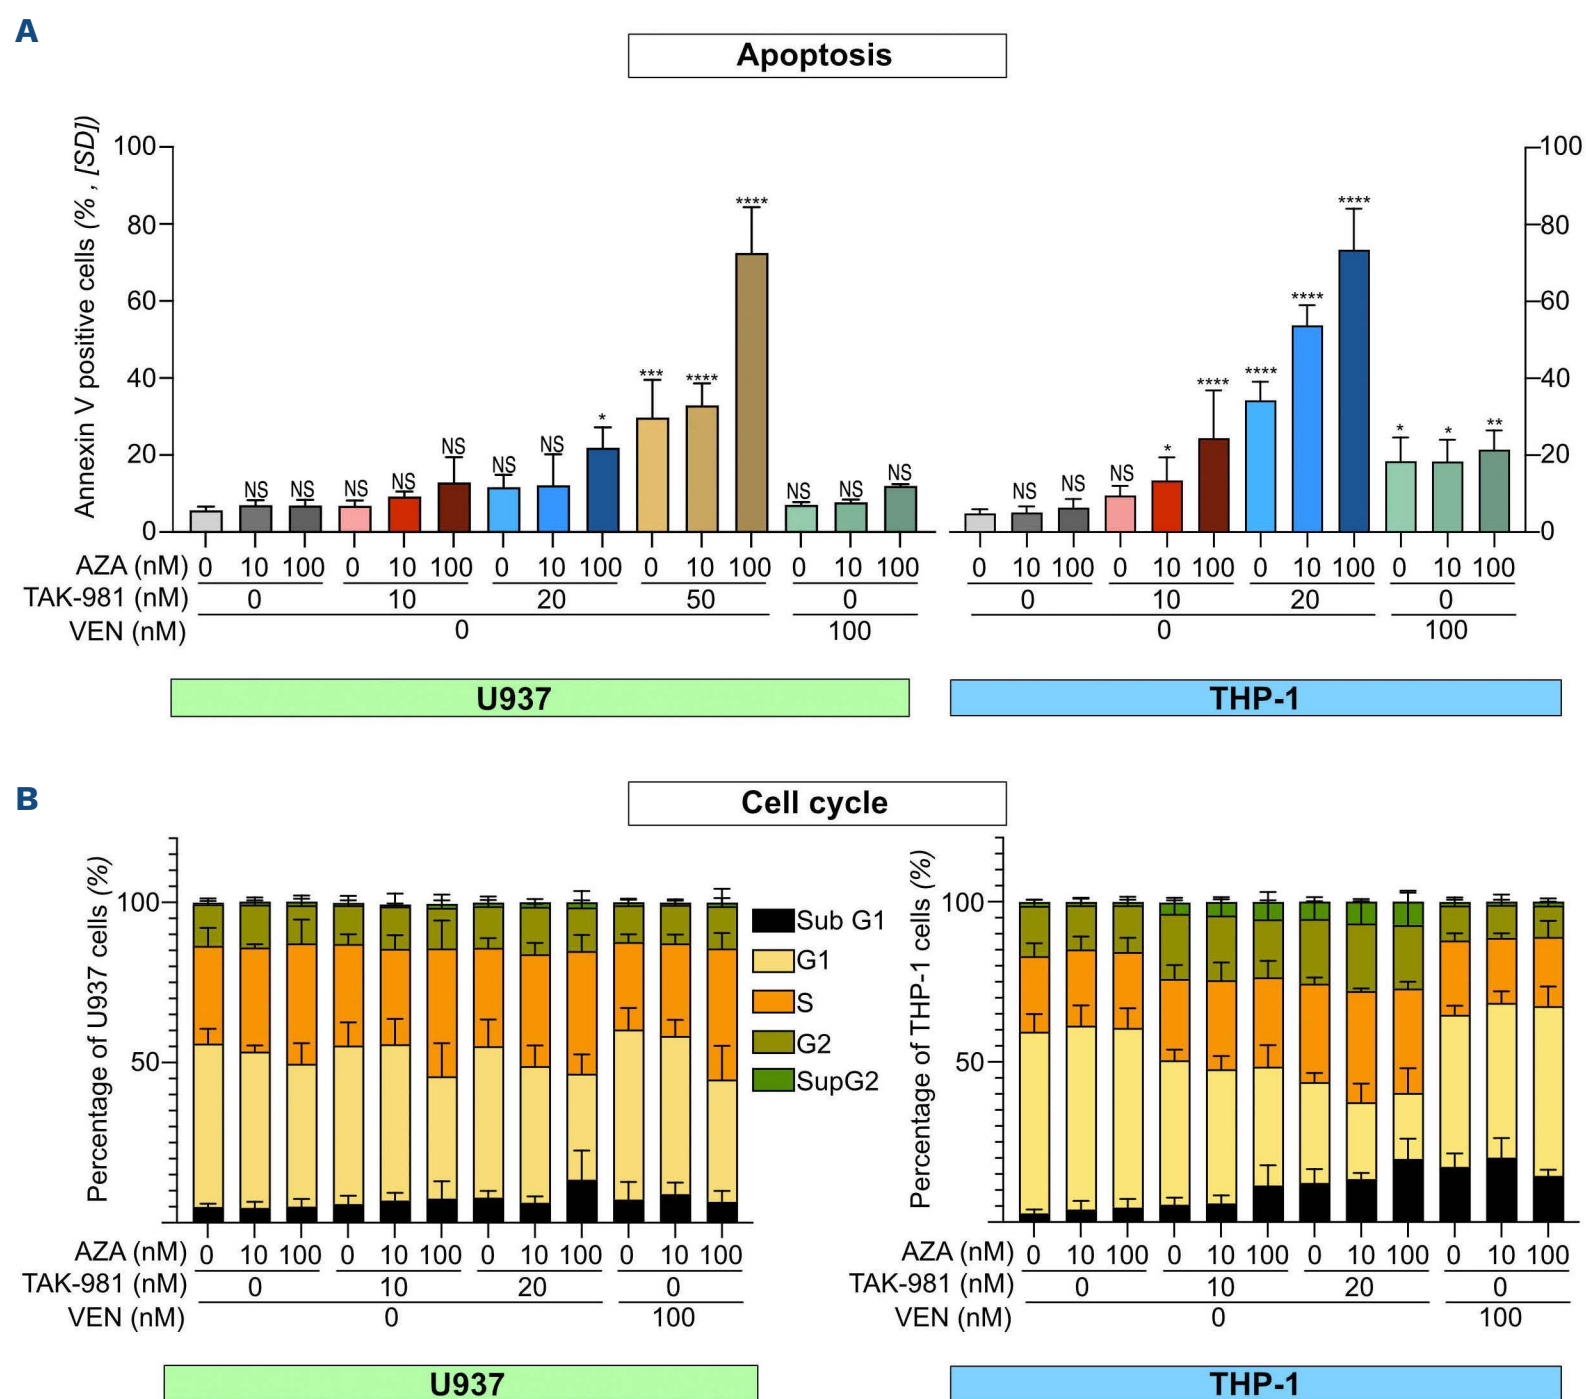 A
Apoptosis
Annexin V positive cells (% , [SD])
100 100
80 80
60 60
40 40
20 20
0 0
NS NS NS NS NS NS NS * *** **** **** NS NS NS
NS NS NS * **** **** **** **** * * **
AZA (nM) 0 10 100 0 10 100 0 10 100 0 10 100 0 10 100 0 10 100 0 10 100 0 10 100 0 10 100
TAK-981 (nM) 0 10 20 50 0 0 10 20 0
VEN (nM) 0 100 0 100
U937 THP-1
B
Cell cycle
Percentage of U937 cells (%)
100
50
Sub G1
G1
S
G2
SupG2
Percentage of THP-1 cells (%)
100
50
AZA (nM) 0 10 100 0 10 100 0 10 100 0 10 100 AZA (nM) 0 10 100 0 10 100 0 10 100 0 10 100
TAK-981 (nM) 0 10 20 0 TAK-981 (nM) 0 10 20 0
VEN (nM) 0 100 VEN (nM) 0 100
U937 THP-1